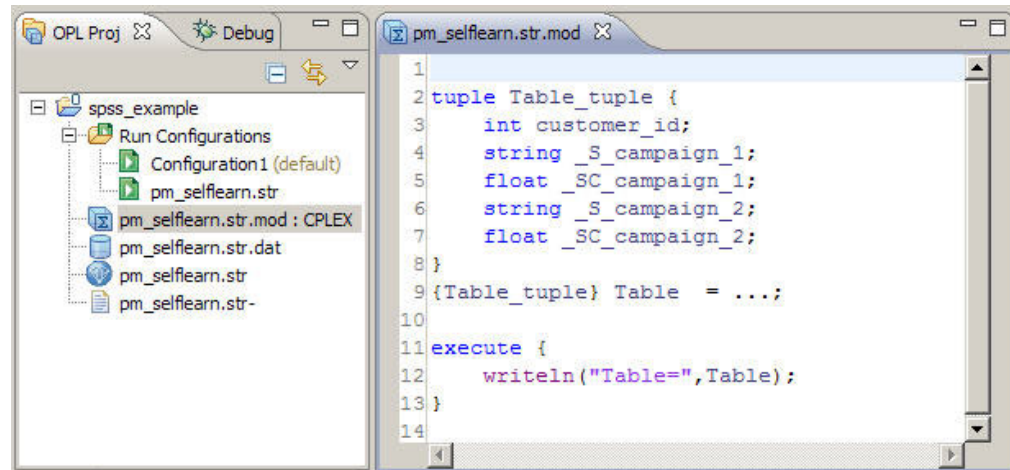 OPL Proj
Debug
spss_example
Run Configurations
Configuration1 (default)
pm_selflearn.str
pm_selflearn.str.mod : CPLEX
pm_selflearn.str.dat
pm_selflearn.str
pm_selflearn.str-
pm_selflearn.str.mod
1
2 tuple Table_tuple {
3     int customer_id;
4     string _S_campaign_1;
5     float _SC_campaign_1;
6     string _S_campaign_2;
7     float _SC_campaign_2;
8 }
9 {Table_tuple} Table  = ...;
10
11 execute {
12     writeln("Table=",Table);
13 }
14